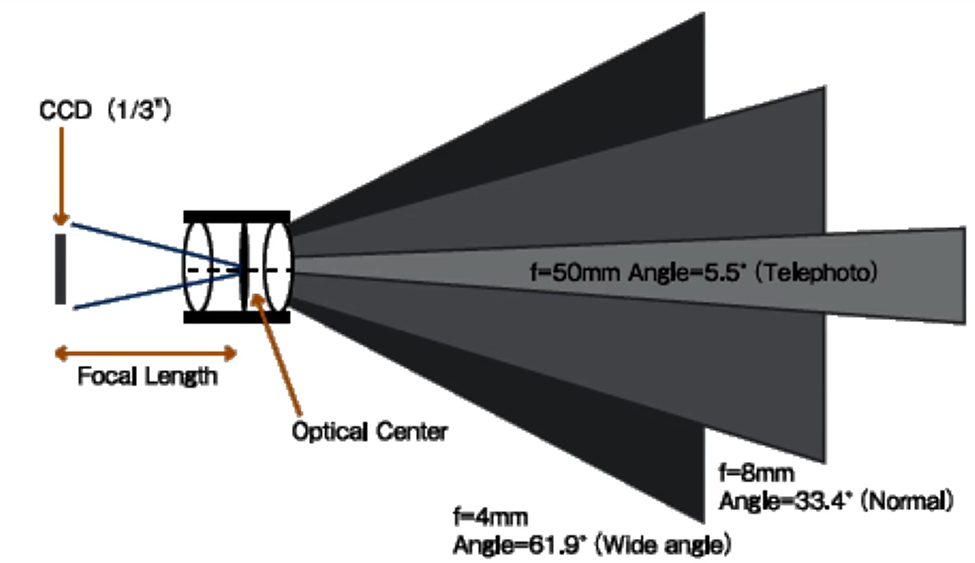 CCD (1/3")
f=50mm Angle=5.5° (Telephoto)
Focal Length
Optical Center
f=8mm
Angle=33.4° (Normal)
f=4mm
Angle=61.9° (Wide angle)